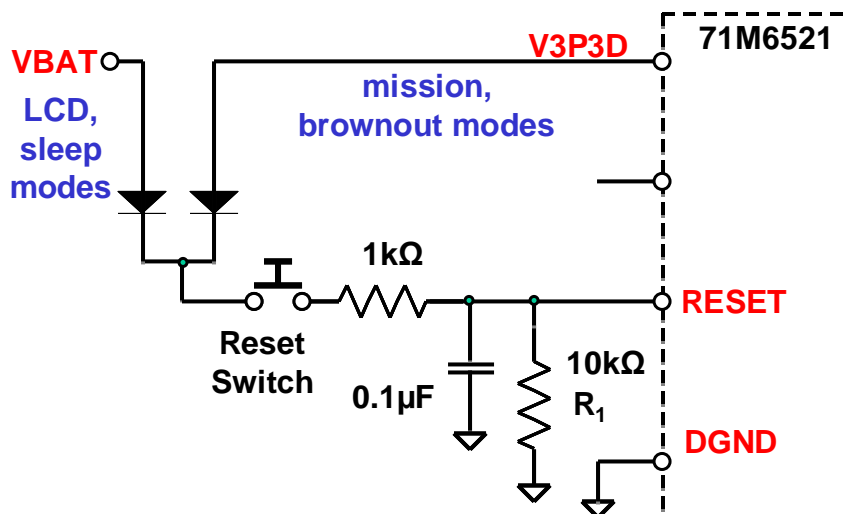 71M6521
V3P3D
VBAT
mission,
brownout modes
LCD,
sleep
modes
1kΩ
RESET
Reset
Switch
0.1µF
10kΩ
R₁
DGND